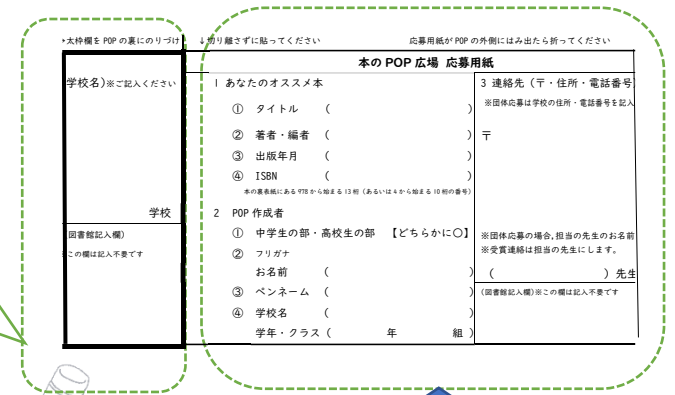 *太枠欄を POP の裏にのりづけ
↓切り離さずに貼ってください
応募用紙が POP の外側にはみ出たら折ってください
本の POP 広場 応募用紙
学校名)※ご記入ください
学校
(図書館記入欄)
※この欄は記入不要です
1 あなたのオススメ本
① タイトル ( )
② 著者・編者 ( )
③ 出版年月 ( )
④ ISBN ( )
本の裏表紙にある 978 から始まる 13 桁 (あるいは 4 から始まる 10 桁の番号)
2 POP 作成者
① 中学生の部・高校生の部 【どちらかに○】
② フリガナ
お名前 ( )
③ ペンネーム ( )
④ 学校名 ( )
学年・クラス ( 年 組 )
3 連絡先 (〒・住所・電話番号
※団体応募は学校の住所・電話番号を記入
〒
※団体応募の場合,担当の先生のお名前
※受賞連絡は担当の先生にします。
( ) 先生
(図書館記入欄)※この欄は記入不要です